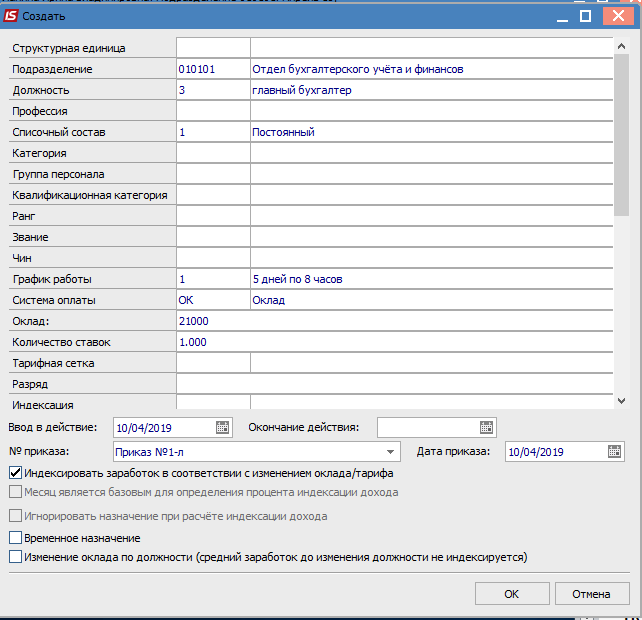 IS Создать
Структурная единица
Подразделение 010101 Отдел бухгалтерского учёта и финансов
Должность 3 главный бухгалтер
Профессия
Списочный состав 1 Постоянный
Категория
Группа персонала
Квалификационная категория
Ранг
Звание
Чин
График работы 1 5 дней по 8 часов
Система оплаты ОК Оклад
Оклад: 21000
Количество ставок 1.000
Тарифная сетка
Разряд
Индексация
Ввод в действие: 10/04/2019 Окончание действия:
№ приказа: Приказ №1-л Дата приказа: 10/04/2019
Индексировать заработок в соответствии с изменением оклада/тарифа
Месяц является базовым для определения процента индексации дохода
Игнорировать назначение при расчёте индексации дохода
Временное назначение
Изменение оклада по должности (средний заработок до изменения должности не индексируется)
ОК Отмена